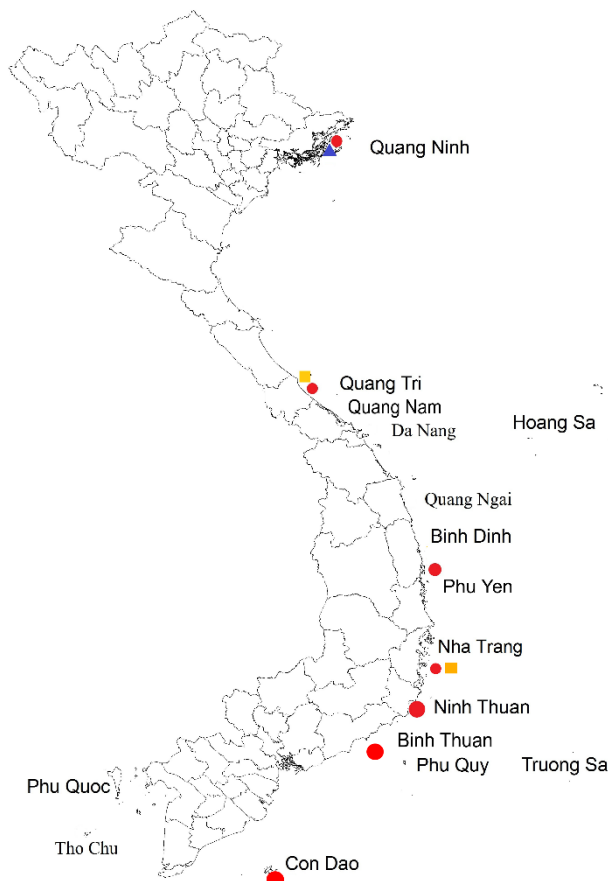 Quang Ninh
Quang Tri
Quang Nam
Da Nang
Hoang Sa
Quang Ngai
Binh Dinh
Phu Yen
Nha Trang
Ninh Thuan
Binh Thuan
Phu Quy
Truong Sa
Phu Quoc
Tho Chu
Con Dao